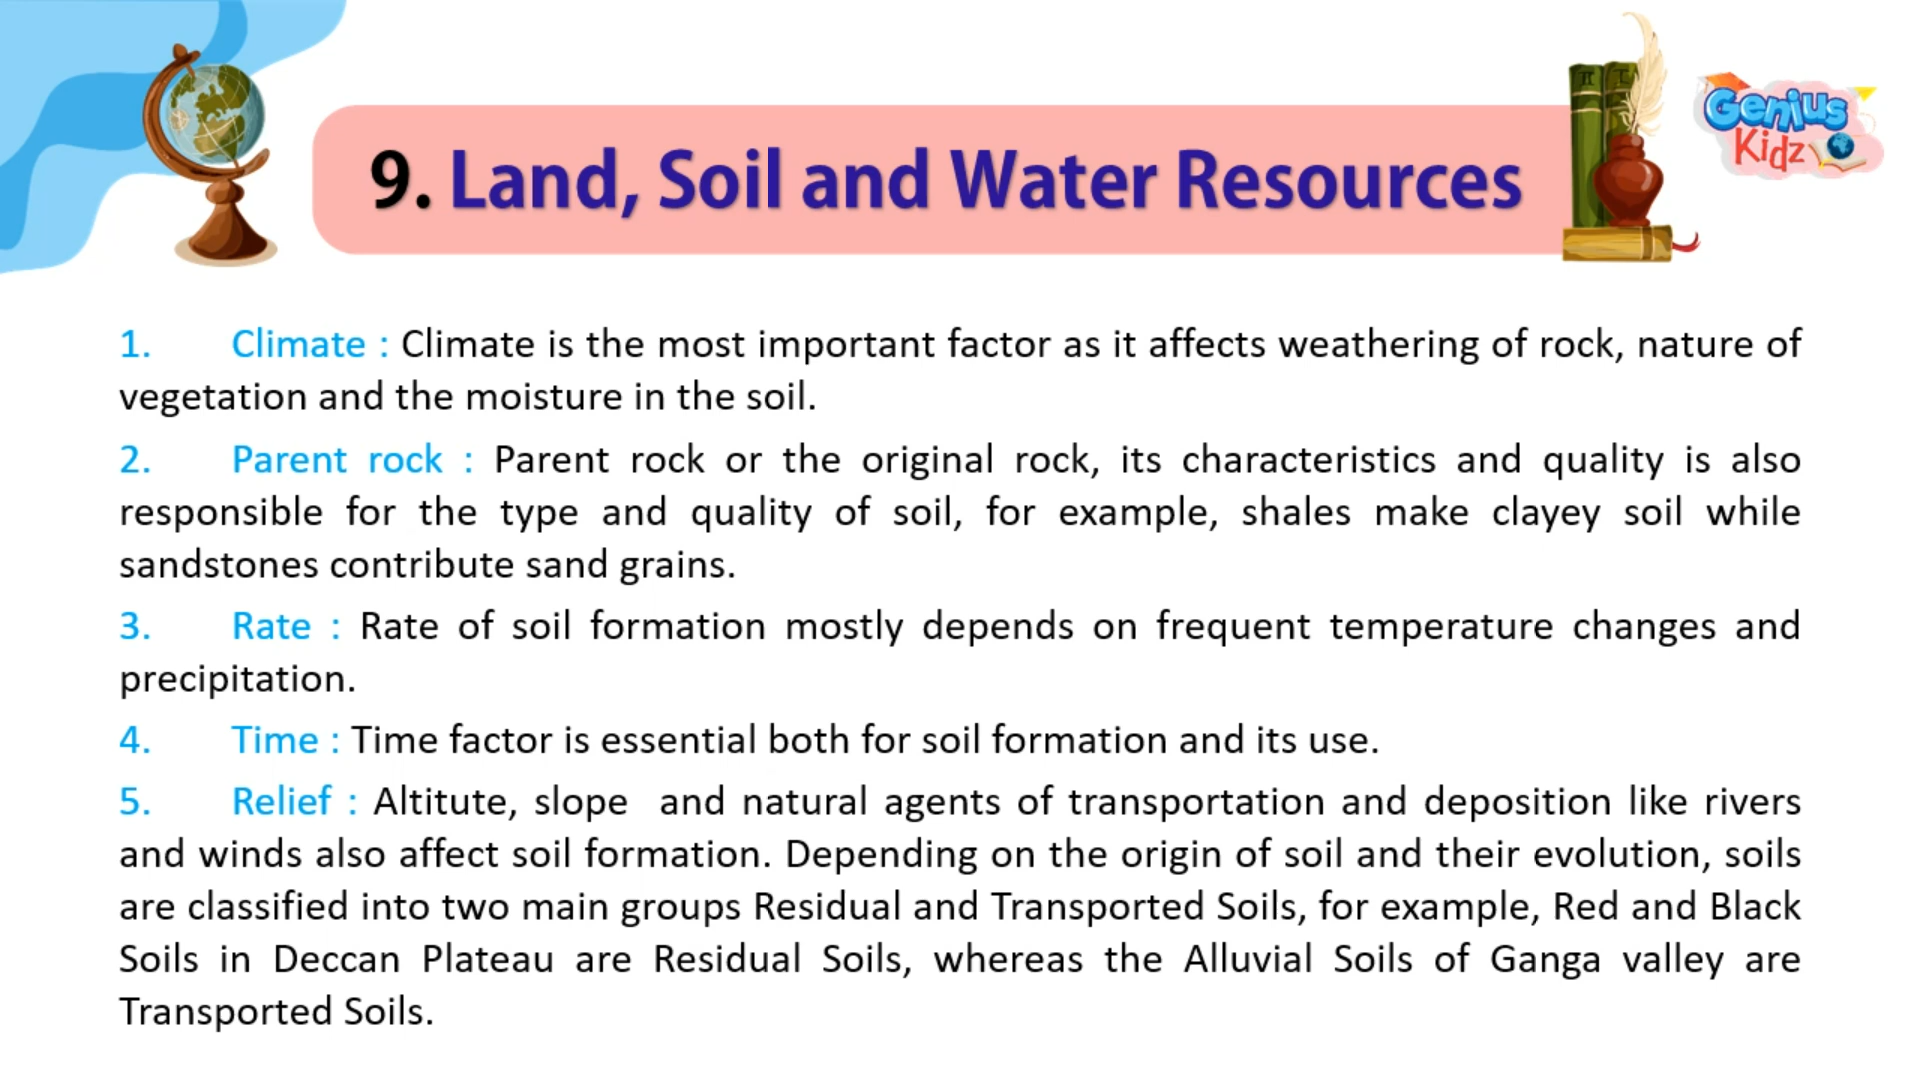 Genius
Kidz
9. Land, Soil and Water Resources
1. Climate : Climate is the most important factor as it affects weathering of rock, nature of
vegetation and the moisture in the soil.
2. Parent rock : Parent rock or the original rock, its characteristics and quality is also
responsible for the type and quality of soil, for example, shales make clayey soil while
sandstones contribute sand grains.
3. Rate : Rate of soil formation mostly depends on frequent temperature changes and
precipitation.
4. Time : Time factor is essential both for soil formation and its use.
5. Relief : Altitute, slope and natural agents of transportation and deposition like rivers
and winds also affect soil formation. Depending on the origin of soil and their evolution, soils
are classified into two main groups Residual and Transported Soils, for example, Red and Black
Soils in Deccan Plateau are Residual Soils, whereas the Alluvial Soils of Ganga valley are
Transported Soils.